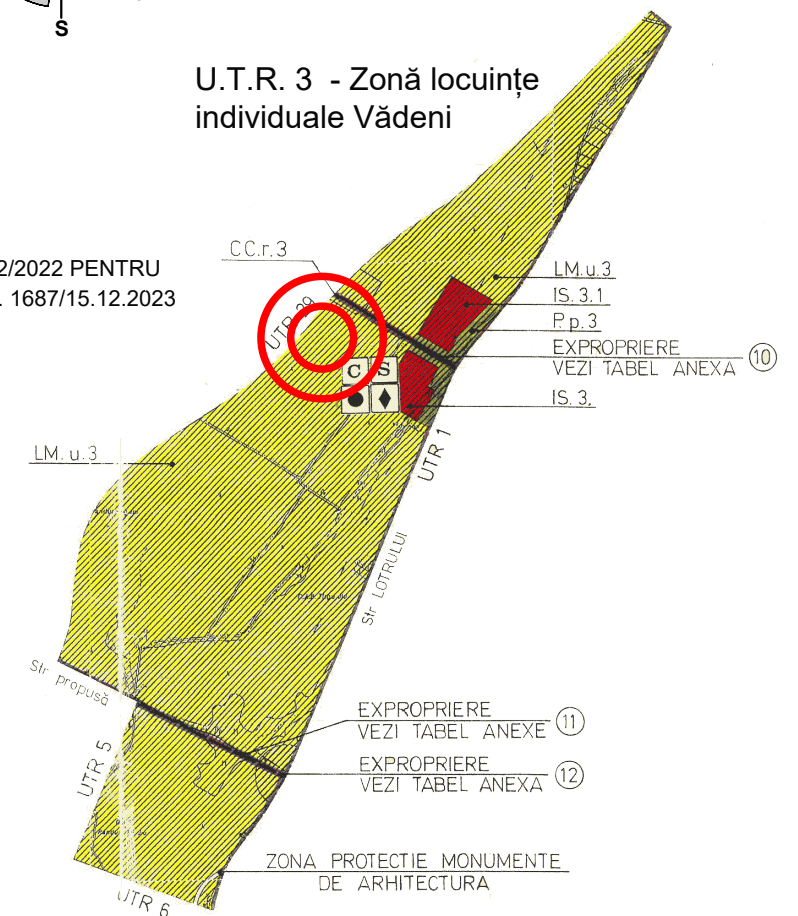 S
U.T.R. 3 - Zonă locuințe
individuale Vădeni
2/2022 PENTRU
. 1687/15.12.2023
CC.r.3
UTR 29
LM.u.3
IS.3.1
P.p.3
EXPROPRIERE
VEZI TABEL ANEXA 10
IS.3.
C S
UTR 1
LM.u.3
Str LOTRULUI
Str propusă
EXPROPRIERE
VEZI TABEL ANEXE 11
UTR 5
EXPROPRIERE
VEZI TABEL ANEXA 12
ZONA PROTECTIE MONUMENTE
DE ARHITECTURA
UTR 6